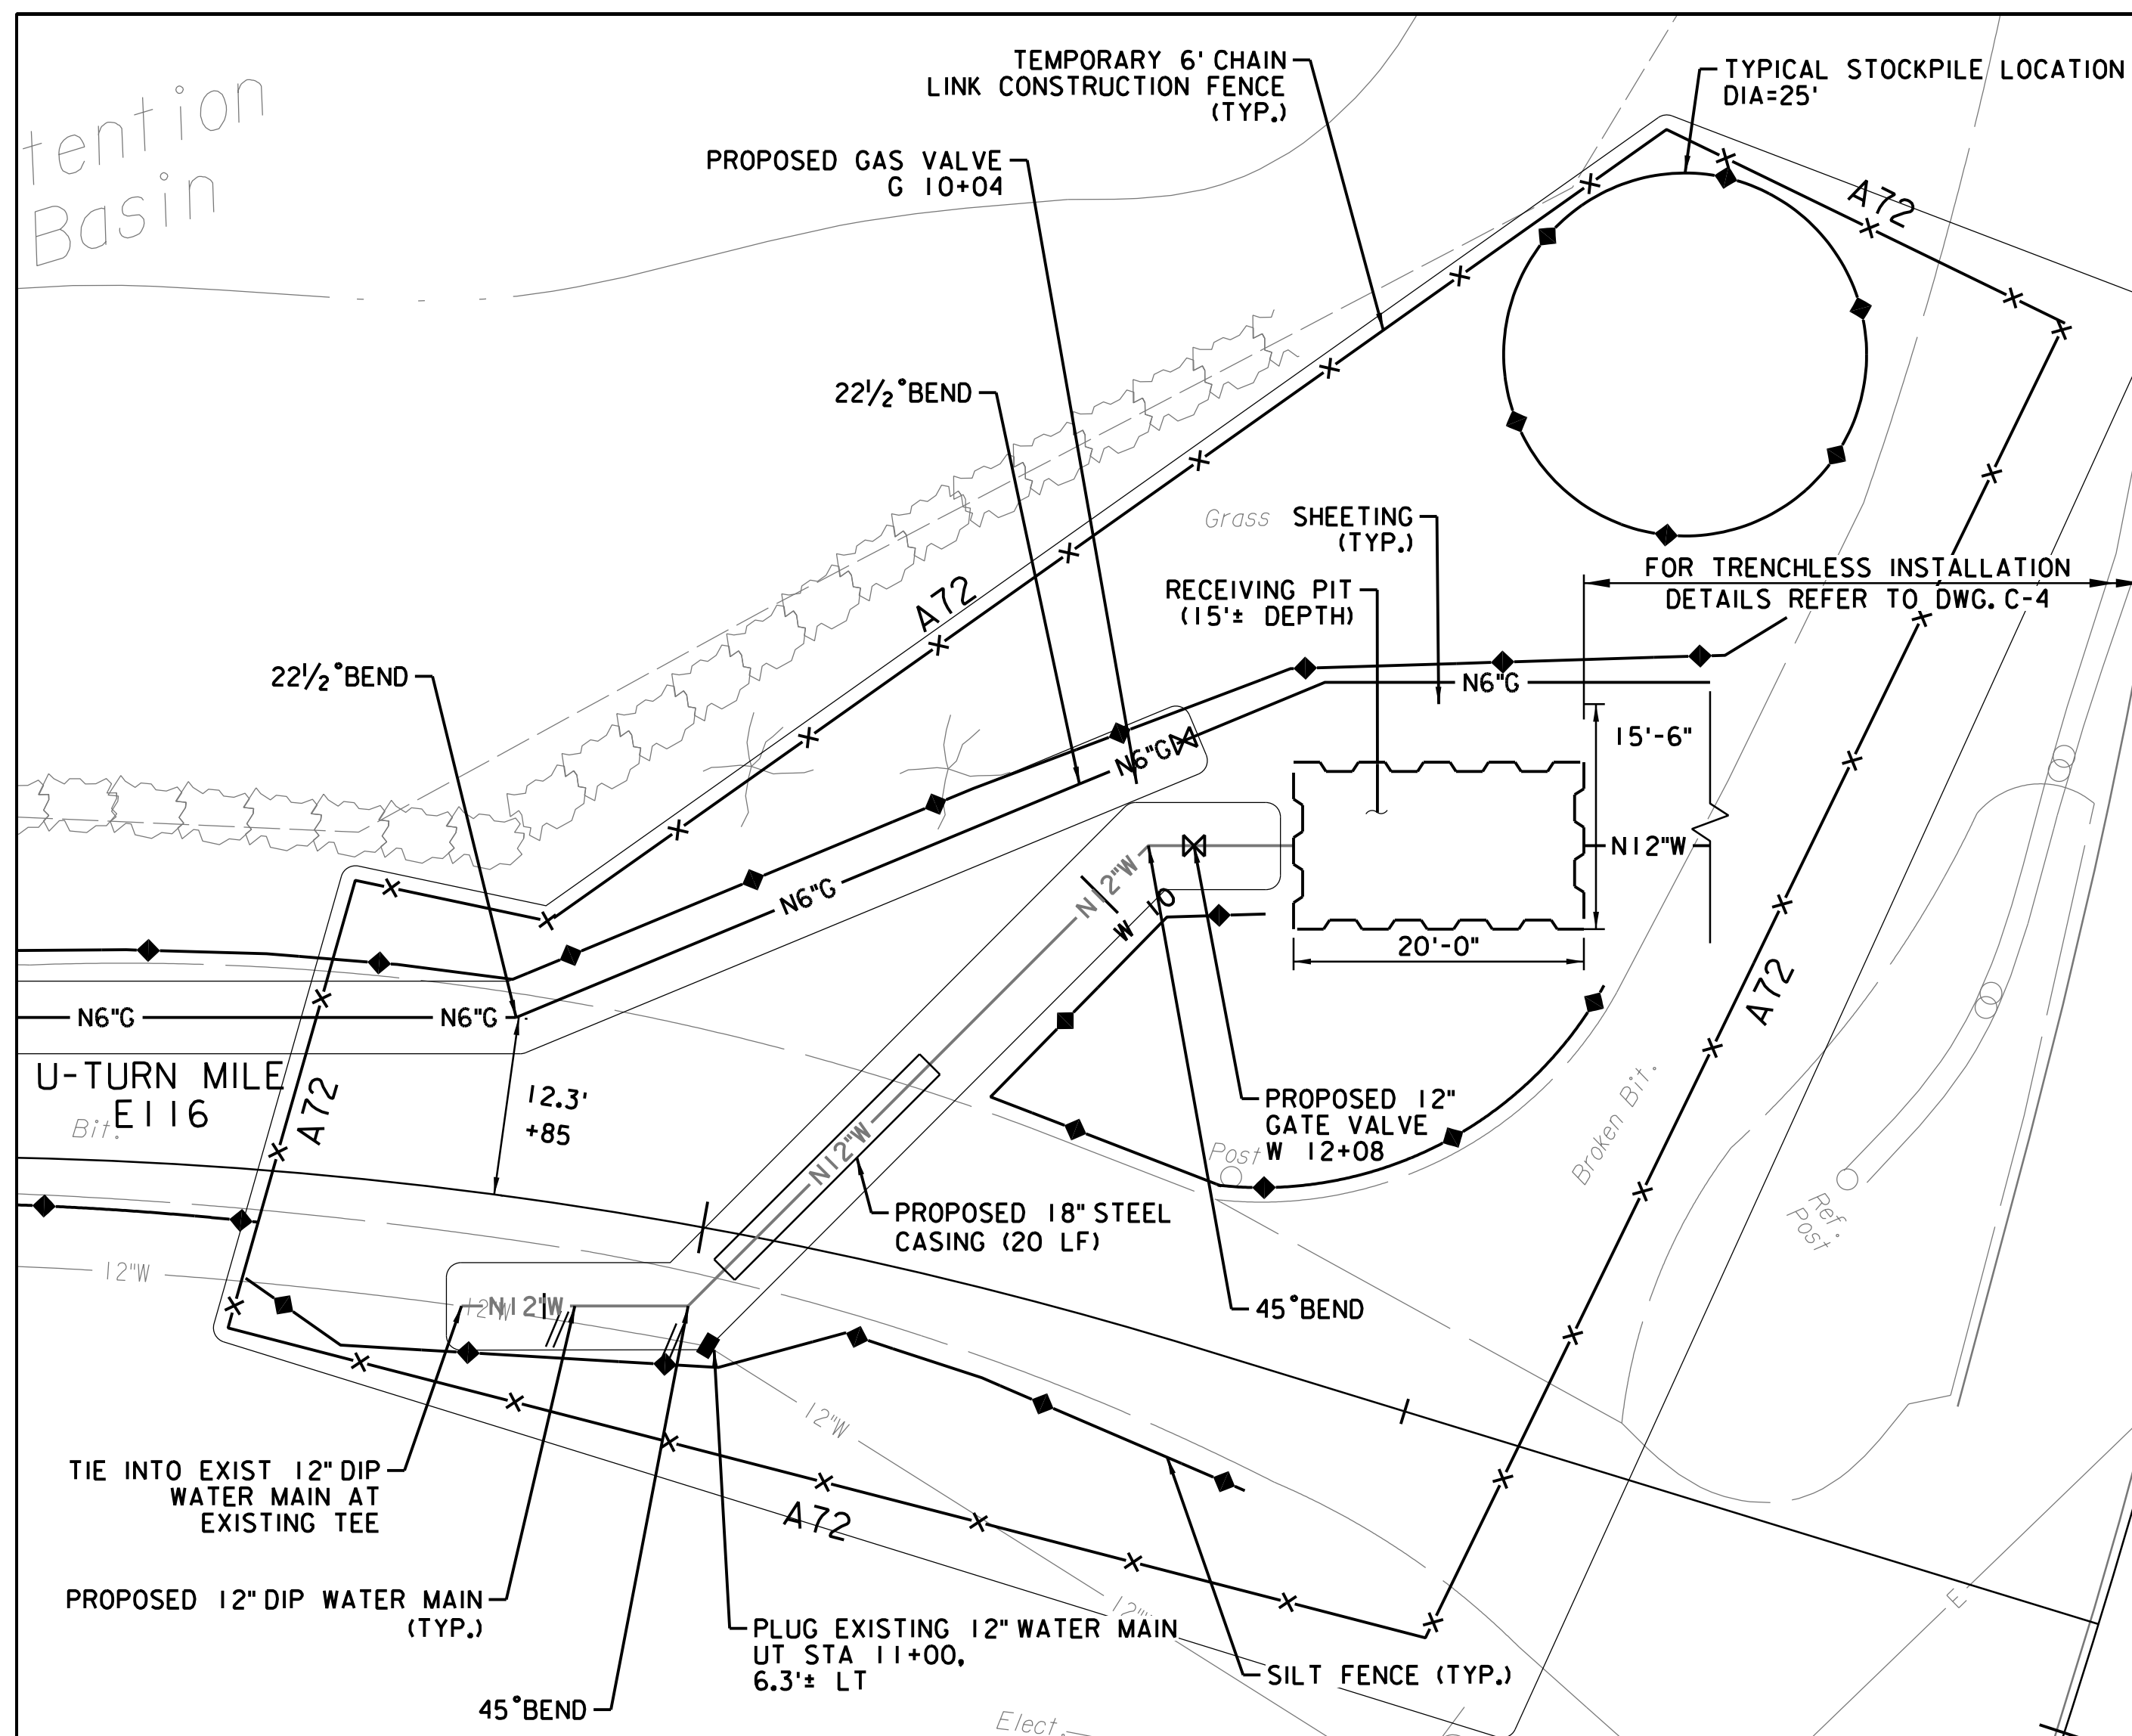 tention
Basin
TEMPORARY 6' CHAIN
LINK CONSTRUCTION FENCE
(TYP.)
TYPICAL STOCKPILE LOCATION
DIA=25'
PROPOSED GAS VALVE
G 10+04
A72
22½°BEND
Grass
SHEETING
(TYP.)
FOR TRENCHLESS INSTALLATION
DETAILS REFER TO DWG. C-4
RECEIVING PIT
(15'± DEPTH)
A72
22½°BEND
N6"G
15'-6"
N6"G
N12"W
N12"W
N6"G
W 10
20'-0"
A72
N6"G
N6"G
U-TURN MILE
E116
Bit.
A72
12.3'
+85
PROPOSED 12"
GATE VALVE
W 12+08
Post
Broken Bit.
N12"W
PROPOSED 18" STEEL
CASING (20 LF)
Ref.
Post
12"W
12"W
N12"W
45°BEND
12"W
TIE INTO EXIST 12" DIP
WATER MAIN AT
EXISTING TEE
A72
PROPOSED 12" DIP WATER MAIN
(TYP.)
12"W
E
PLUG EXISTING 12" WATER MAIN
UT STA 11+00,
6.3'± LT
SILT FENCE (TYP.)
45°BEND
Elect.